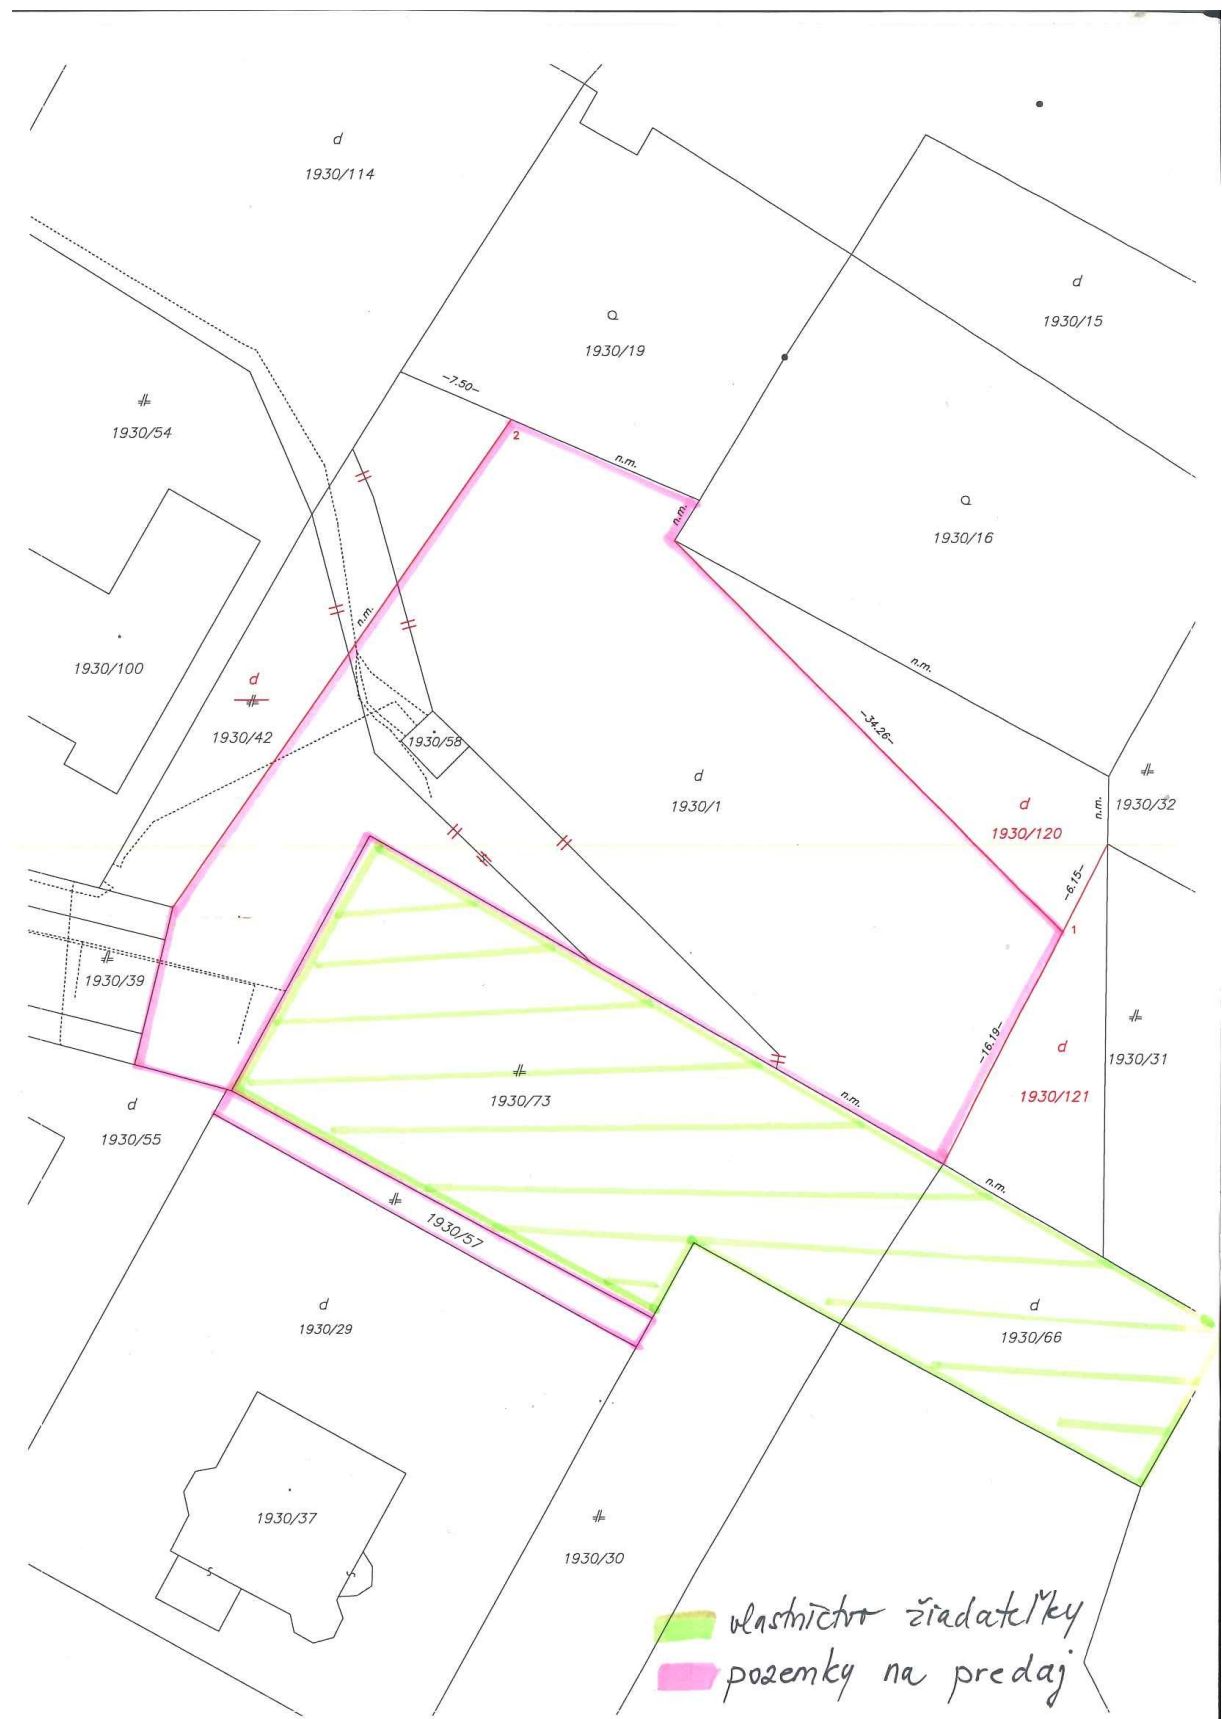 d
1930/114
d
1930/15
1930/19
-7.50-
1930/54
2
n.m.
1930/16
n.m.
n.m.
n.m.
1930/100
d
1930/42
1930/58
-34.26-
d
1930/1
d
1930/120
1930/32
n.m.
-6.15-
1
1930/39
-16.19-
d
1930/121
1930/31
1930/73
n.m.
d
1930/55
n.m.
1930/57
d
1930/29
d
1930/66
1930/37
1930/30
vlastníctvo žiadateľky
pozemky na predaj